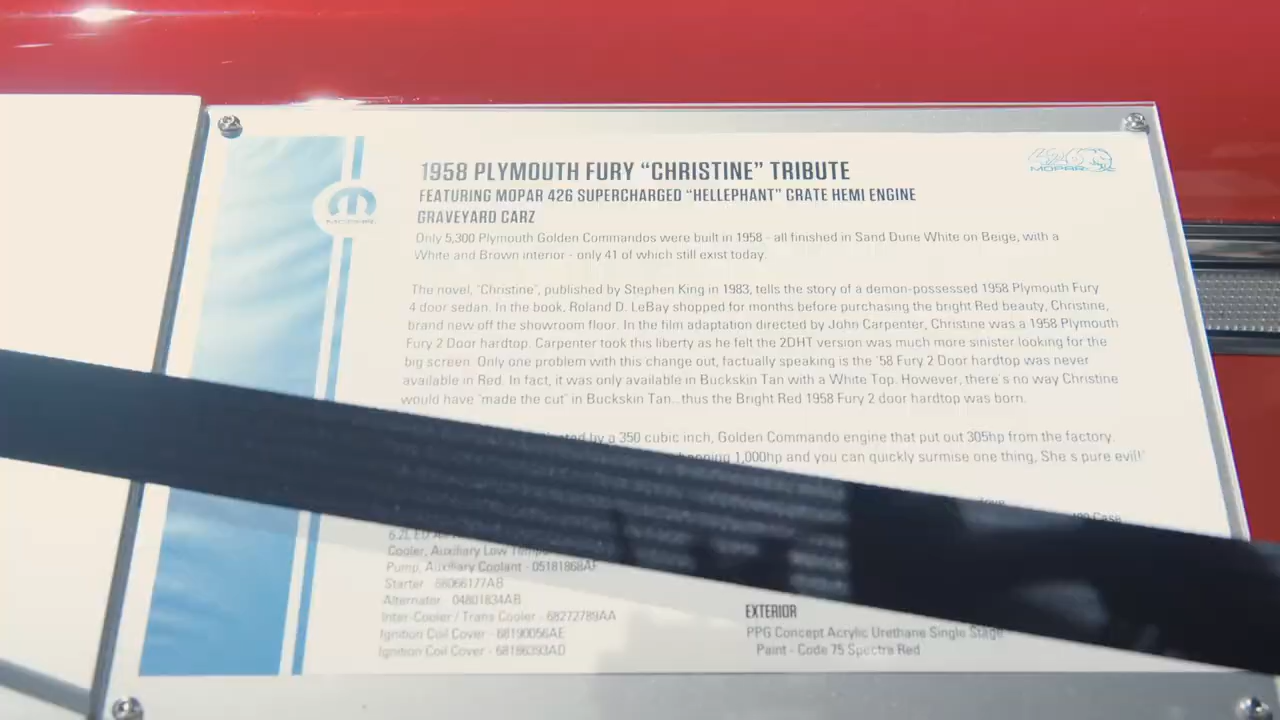 1958 PLYMOUTH FURY "CHRISTINE" TRIBUTE
FEATURING MOPAR 426 SUPERCHARGED "HELLEPHANT" CRATE HEMI ENGINE
GRAVEYARD CARZ
MOPAR
MOPAR
Only 5,300 Plymouth Golden Commandos were built in 1958 - all finished in Sand Dune White on Beige, with a
White and Brown interior - only 41 of which still exist today.
The novel, "Christine", published by Stephen King in 1983, tells the story of a demon-possessed 1958 Plymouth Fury
4 door sedan. In the book, Roland D. LeBay shopped for months before purchasing the bright Red beauty, Christine,
brand new off the showroom floor. In the film adaptation directed by John Carpenter, Christine was a 1958 Plymouth
Fury 2 Door hardtop. Carpenter took this liberty as he felt the 2DHT version was much more sinister looking for the
big screen. Only one problem with this change out, factually speaking is the '58 Fury 2 Door hardtop was never
available in Red. In fact, it was only available in Buckskin Tan with a White Top. However, there's no way Christine
would have "made the cut" in Buckskin Tan...thus the Bright Red 1958 Fury 2 door hardtop was born.
by a 350 cubic inch, Golden Commando engine that put out 305hp from the factory.
1,000hp and you can quickly surmise one thing, She's pure evil!
Case
6.2L
Cooler, Auxiliary Low
Pump, Auxiliary Coolant - 05181868AF
Starter - 68066177AB
Alternator - 04801834AB
Inter-Cooler / Trans Cooler - 68272789AA
Ignition Coil Cover - 68190056AE
Ignition Coil Cover - 68186393AD
EXTERIOR
PPG Concept Acrylic Urethane Single Stage
Paint - Code 75 Spectra Red